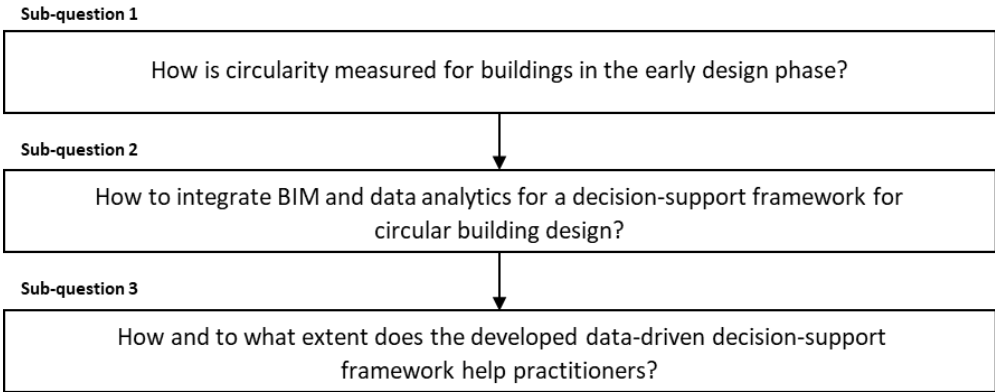 Sub-question 1
How is circularity measured for buildings in the early design phase?
Sub-question 2
How to integrate BIM and data analytics for a decision-support framework for
circular building design?
Sub-question 3
How and to what extent does the developed data-driven decision-support
framework help practitioners?